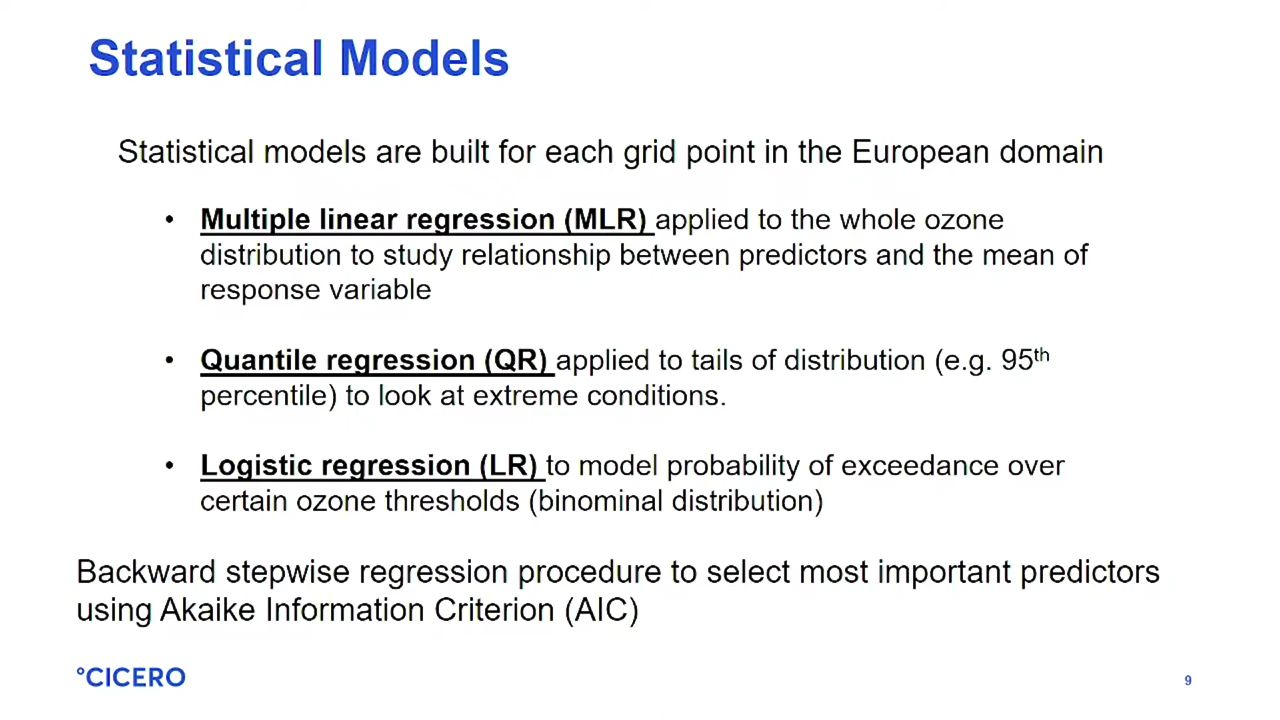 Statistical Models
Statistical models are built for each grid point in the European domain
• Multiple linear regression (MLR) applied to the whole ozone
distribution to study relationship between predictors and the mean of
response variable
• Quantile regression (QR) applied to tails of distribution (e.g. 95th
percentile) to look at extreme conditions.
• Logistic regression (LR) to model probability of exceedance over
certain ozone thresholds (binominal distribution)
Backward stepwise regression procedure to select most important predictors
using Akaike Information Criterion (AIC)
°CICERO
9